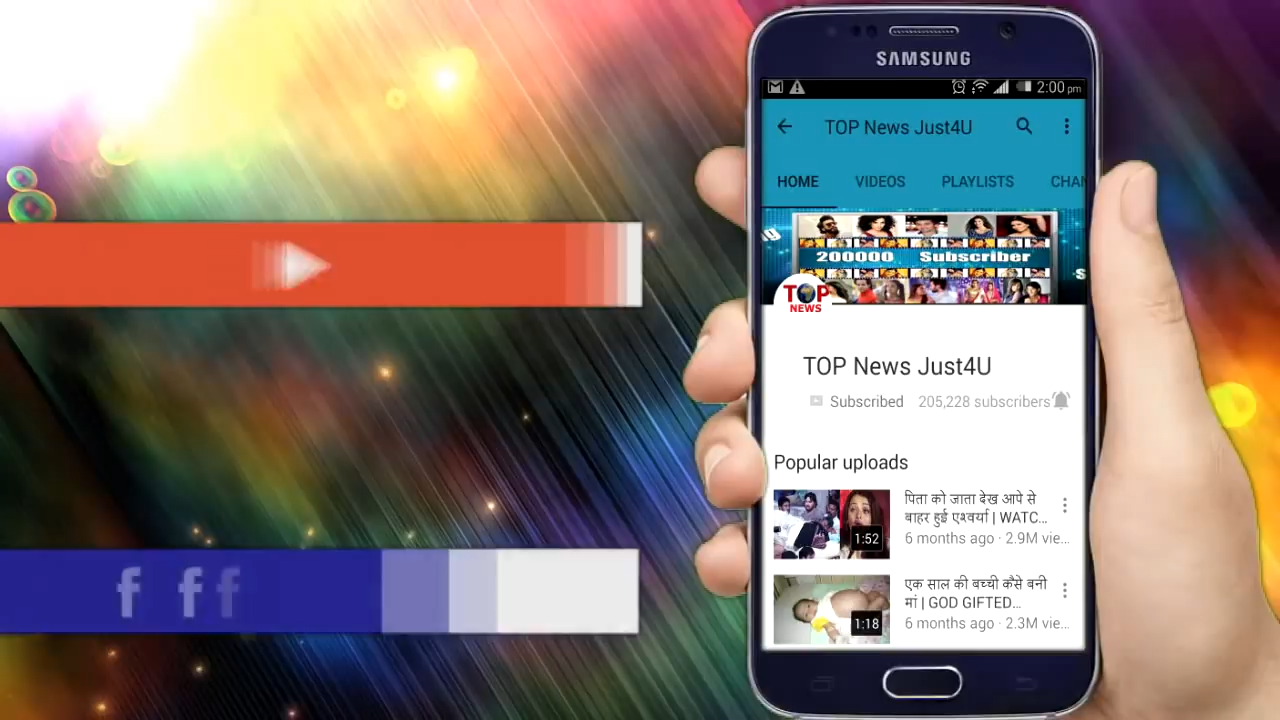 SAMSUNG
2:00 pm
TOP News Just4U
HOME VIDEOS PLAYLISTS CHAN
200000 Subscriber
TOP
NEWS
TOP News Just4U
Subscribed 205,228 subscribers
Popular uploads
पिता को जाता देख आपे से
बाहर हुई एश्वर्या | WATC...
6 months ago · 2.9M vie...
1:52
एक साल की बच्ची कैसे बनी
मां | GOD GIFTED...
6 months ago · 2.3M vie...
1:18
f f f